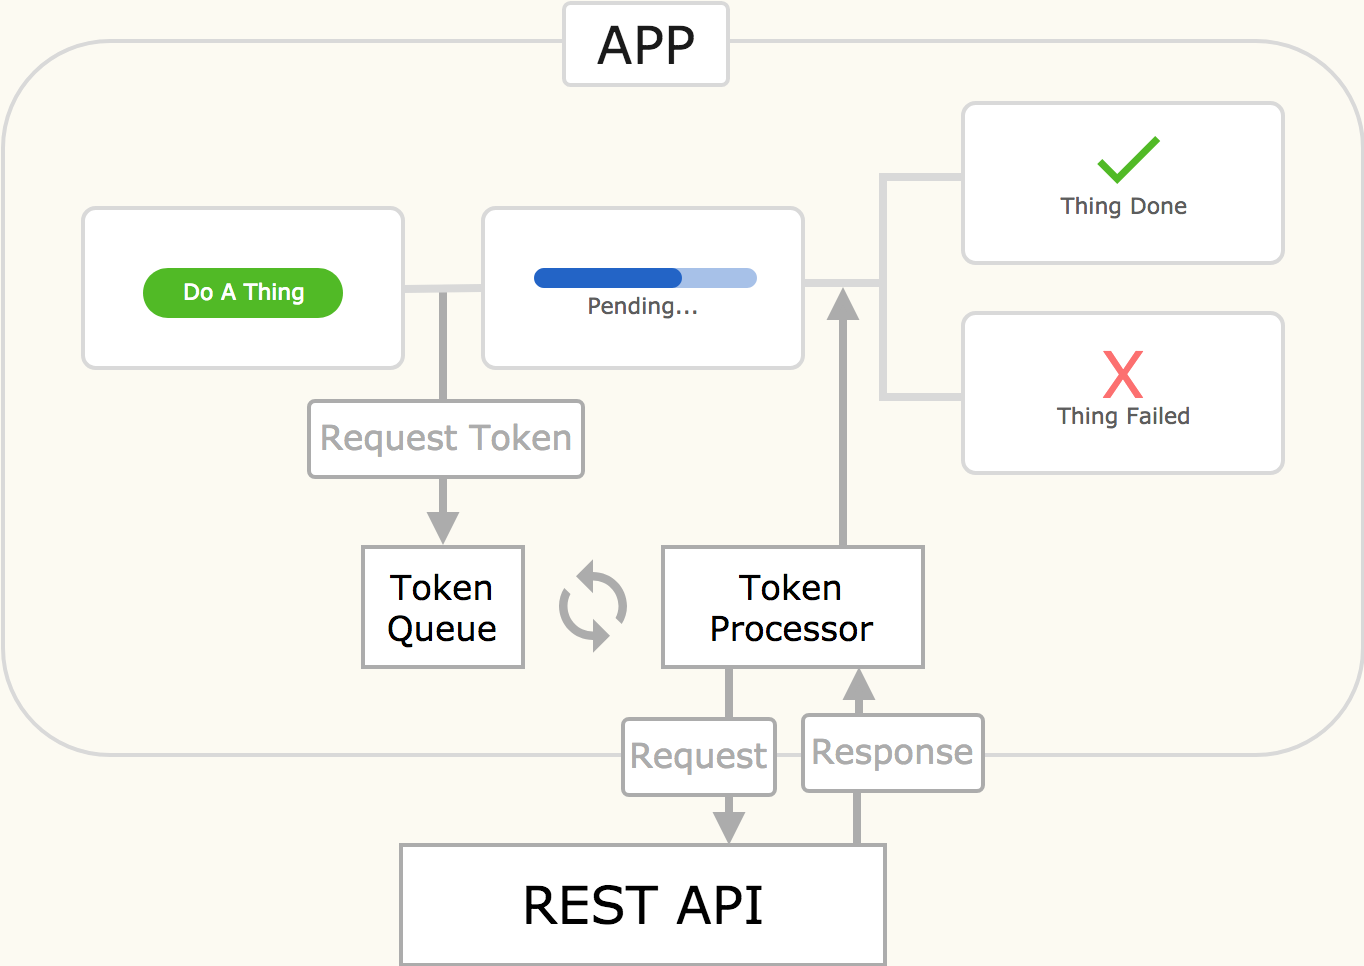 APP
Do A Thing
Pending...
Thing Done
X
Thing Failed
Request Token
Token
Queue
Token
Processor
Request
Response
REST API